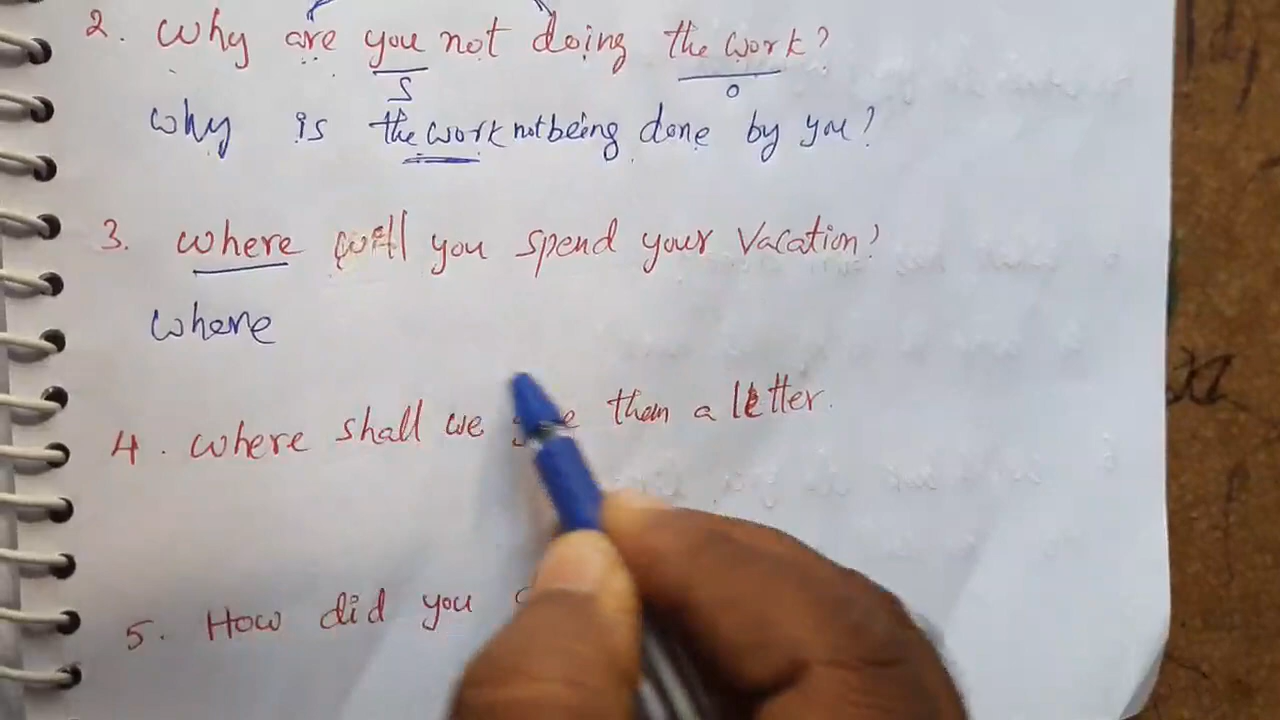 2. Why are you not doing the work?
S O
Why is the work not being done by you?
3. Where will you spend your vacation?
Where
4. Where shall we them a letter.
5. How did you